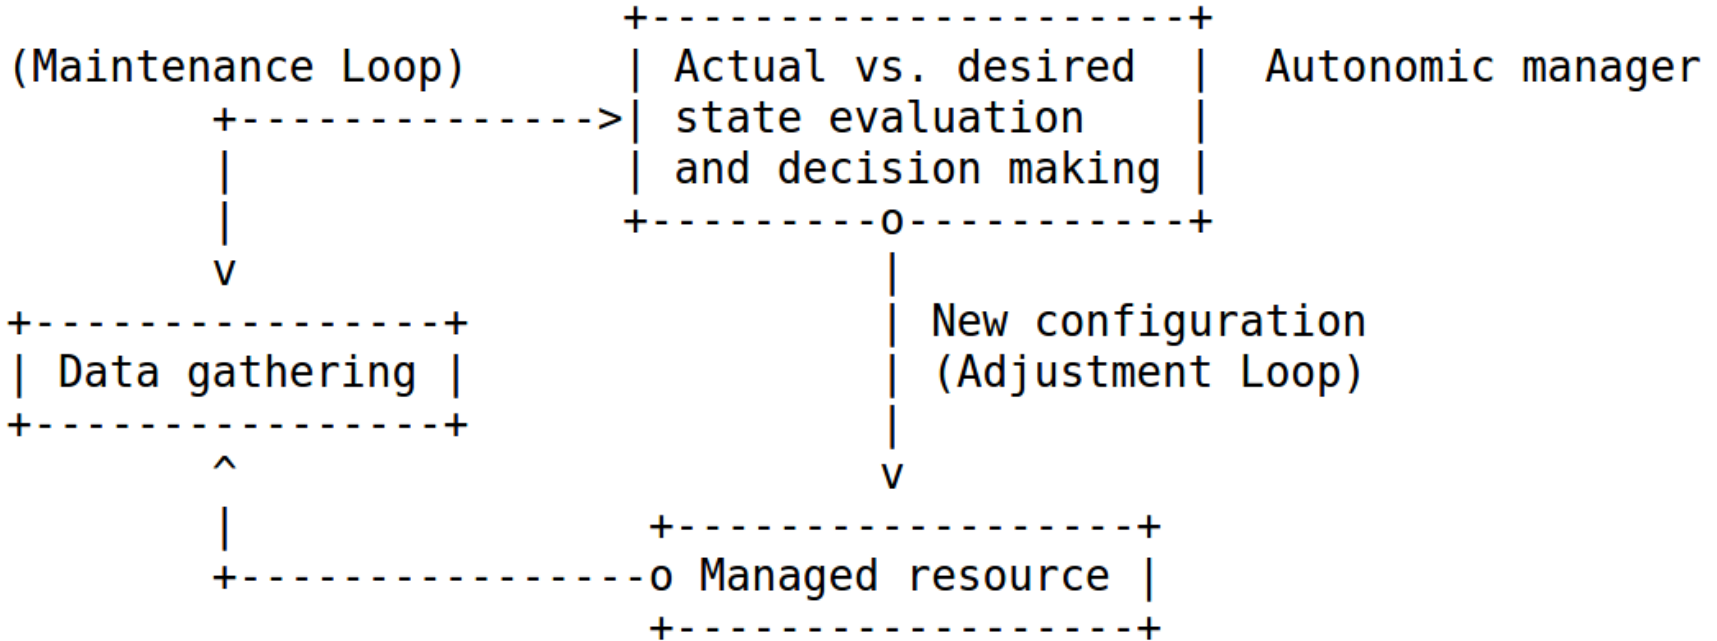 (Maintenance Loop)
Actual vs. desired
state evaluation
and decision making
Autonomic manager
Data gathering
New configuration
(Adjustment Loop)
Managed resource